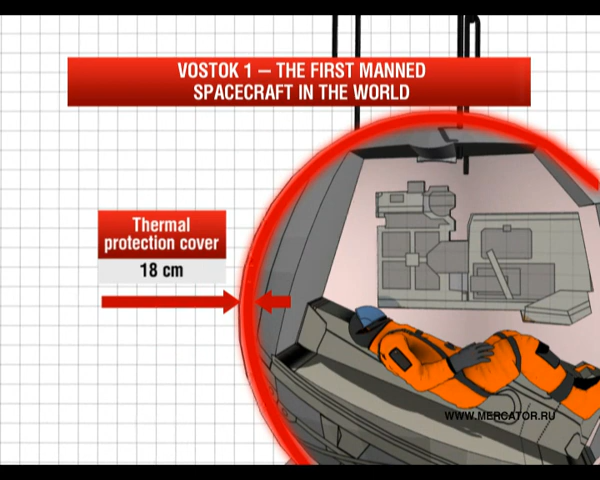 VOSTOK 1 – THE FIRST MANNED
SPACECRAFT IN THE WORLD
Thermal
protection cover
18 cm
WWW.MERCATOR.RU